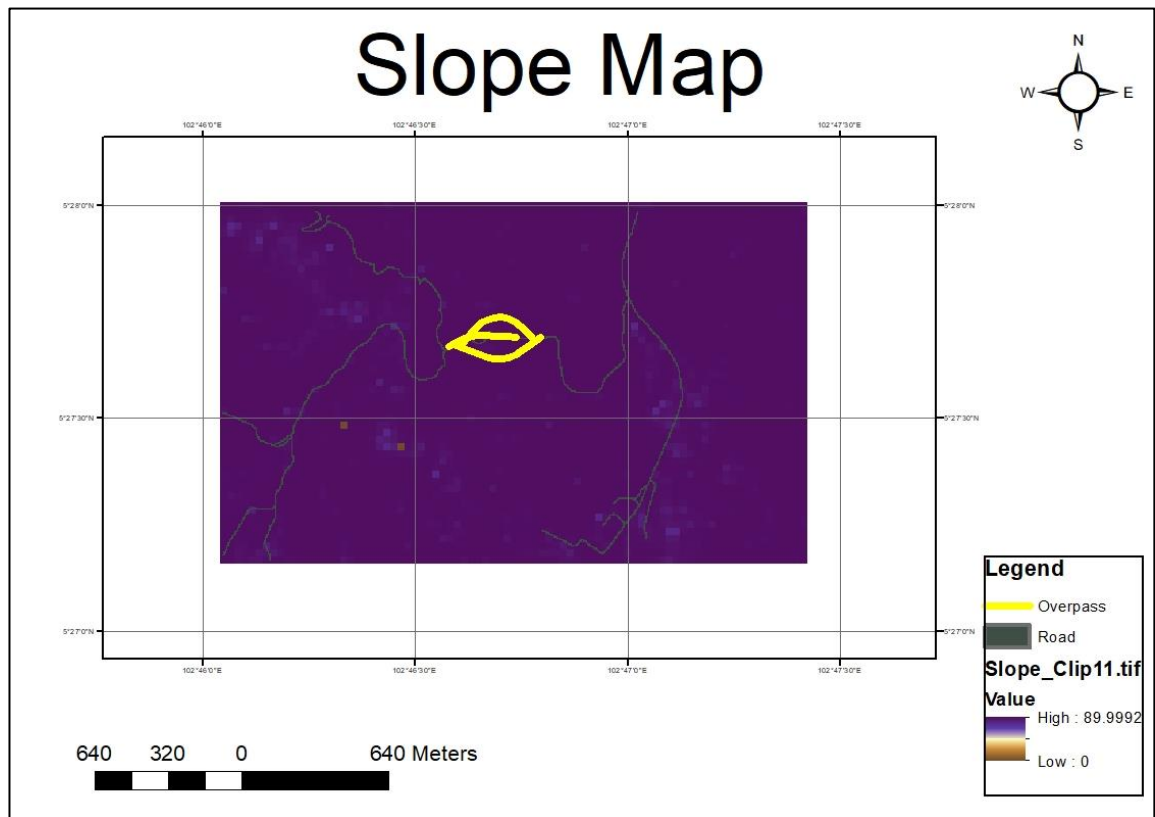 Slope Map
N
W E
S
102°46'0"E 102°46'30"E 102°47'0"E 102°47'30"E
5°28'0"N 5°28'0"N
5°27'30"N 5°27'30"N
5°27'0"N 5°27'0"N
102°46'0"E 102°46'30"E 102°47'0"E 102°47'30"E
Legend
Overpass
Road
Slope_Clip11.tif
Value
High : 89.9992
Low : 0
640 320 0 640 Meters